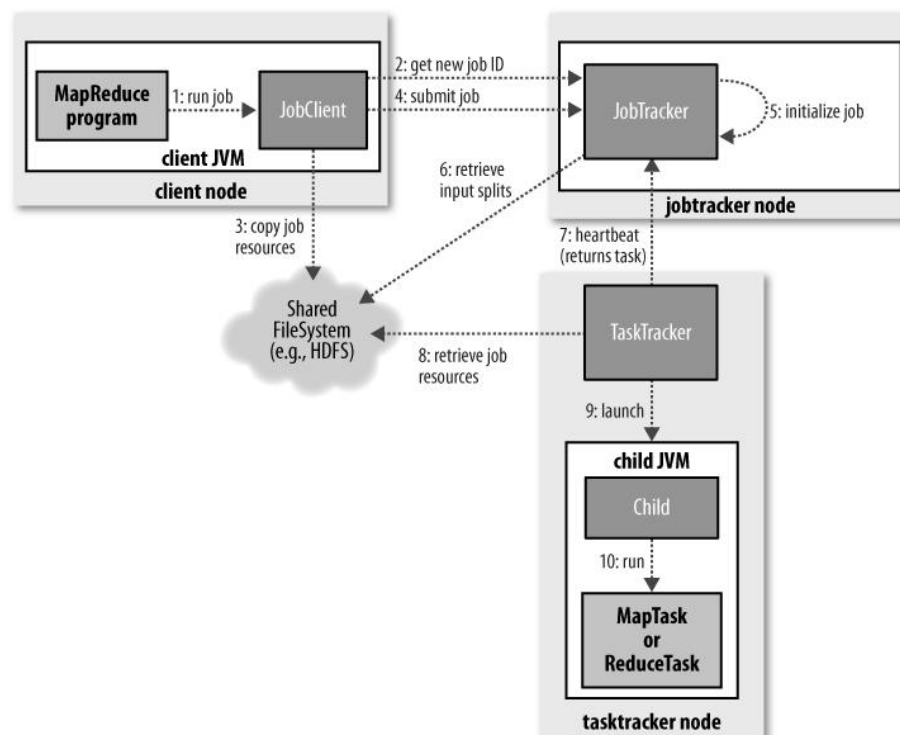 MapReduce
program
1: run job
JobClient
client JVM
client node
2: get new job ID
4: submit job
JobTracker
5: initialize job
jobtracker node
3: copy job
resources
6: retrieve
input splits
7: heartbeat
(returns task)
Shared
FileSystem
(e.g., HDFS)
8: retrieve job
resources
TaskTracker
9: launch
child JVM
Child
10: run
MapTask
or
ReduceTask
tasktracker node